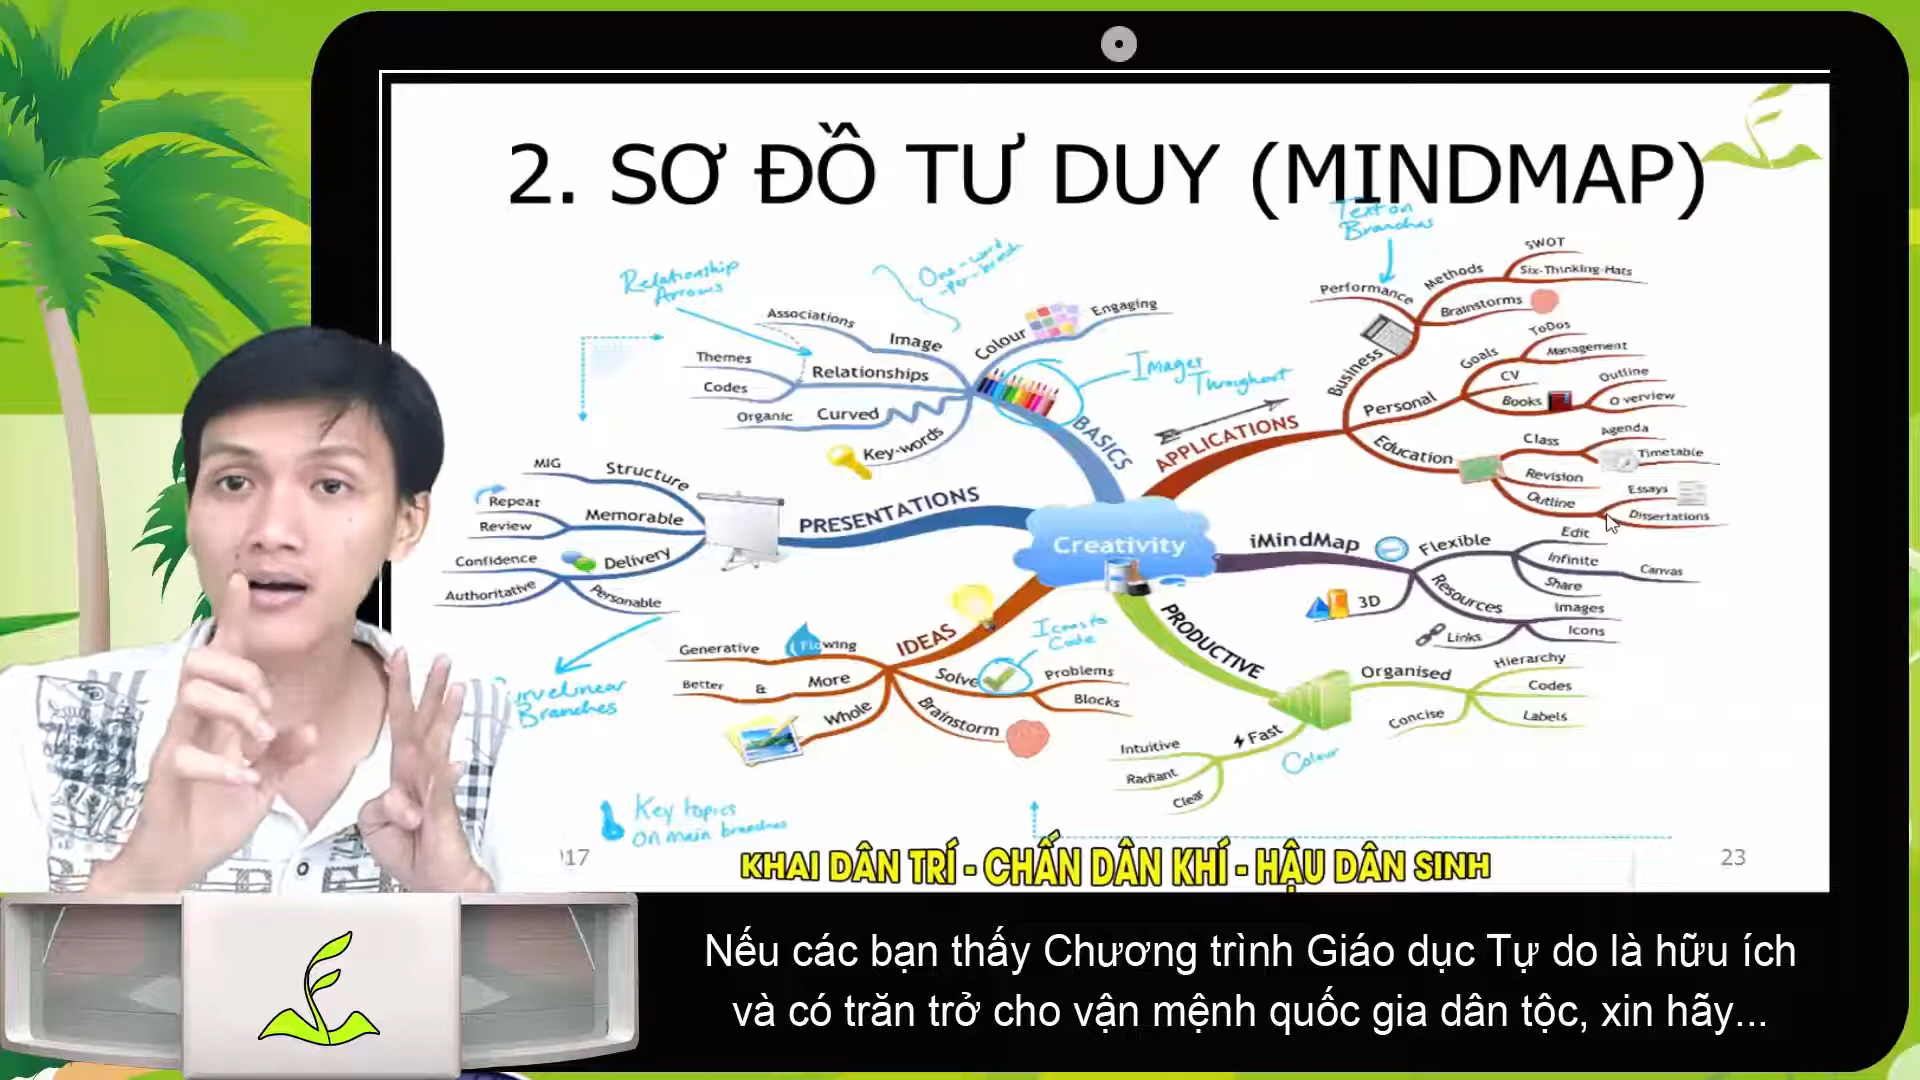 2. SƠ ĐỒ TƯ DUY (MINDMAP)
Text on
Branches
Relationship
Arrows
One-word
-per-branch
Images
Throughout
Creativity
BASICS
Colour
Engaging
Image
Associations
Relationships
Themes
Codes
Curved
Organic
Key-words
APPLICATIONS
Business
Performance
Methods
SWOT
Six-Thinking-Hats
Brainstorms
Personal
Goals
ToDos
Management
CV
Books
Outline
Overview
Education
Class
Agenda
Timetable
Revision
Outline
Essays
Dissertations
PRESENTATIONS
Structure
MIG
Memorable
Repeat
Review
Delivery
Confidence
Authoritative
Personable
iMindMap
Flexible
Edit
Infinite
Canvas
Share
Resources
Images
Icons
Links
3D
IDEAS
Flowing
Generative
More
&
Better
Whole
Solve
Problems
Blocks
Brainstorm
Icons to
Code
PRODUCTIVE
Organised
Hierarchy
Codes
Labels
Concise
Fast
Intuitive
Radiant
Clear
Colour
Branches
Key topics
on main branches
17
23
KHAI DÂN TRÍ - CHẤN DÂN KHÍ - HẬU DÂN SINH
Nếu các bạn thấy Chương trình Giáo dục Tự do là hữu ích
và có trăn trở cho vận mệnh quốc gia dân tộc, xin hãy...